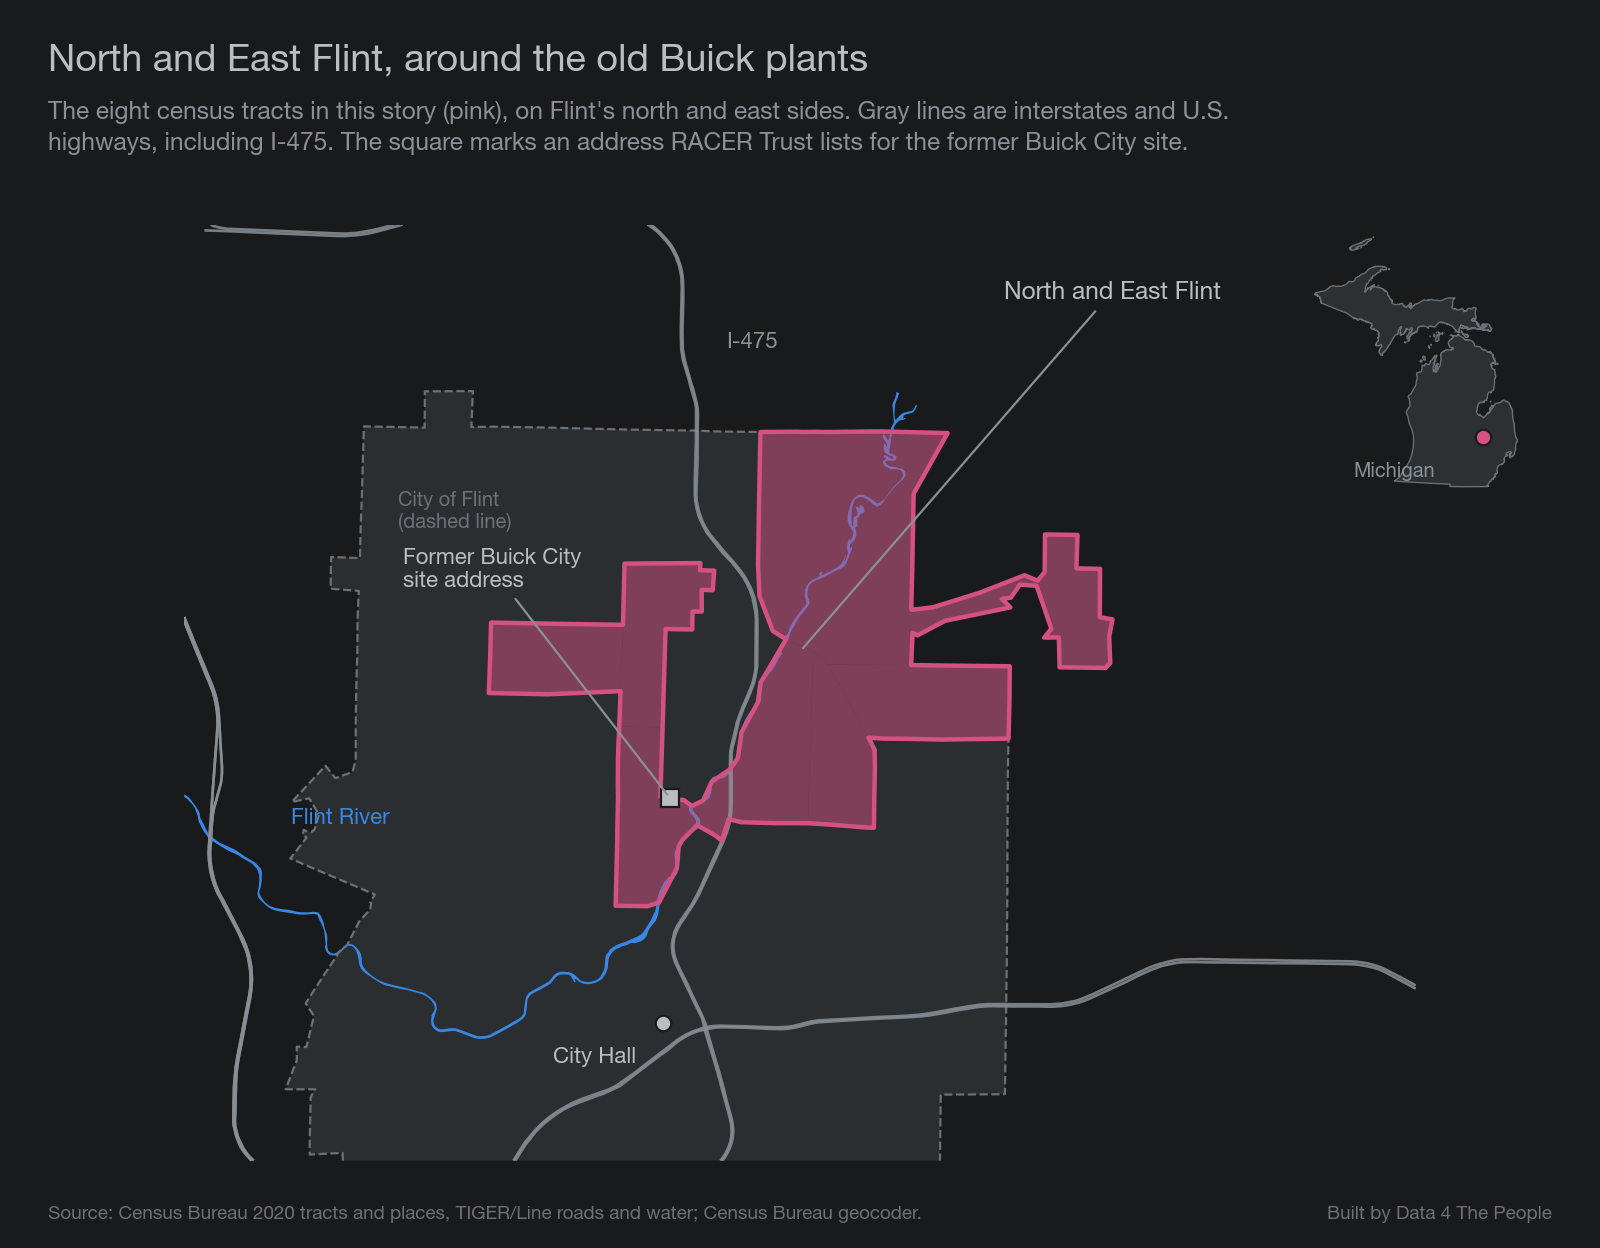 North and East Flint, around the old Buick plants
The eight census tracts in this story (pink), on Flint's north and east sides. Gray lines are interstates and U.S.
highways, including I-475. The square marks an address RACER Trust lists for the former Buick City site.
North and East Flint
I-475
Michigan
City of Flint
(dashed line)
Former Buick City
site address
Flint River
City Hall
Source: Census Bureau 2020 tracts and places, TIGER/Line roads and water; Census Bureau geocoder.
Built by Data 4 The People